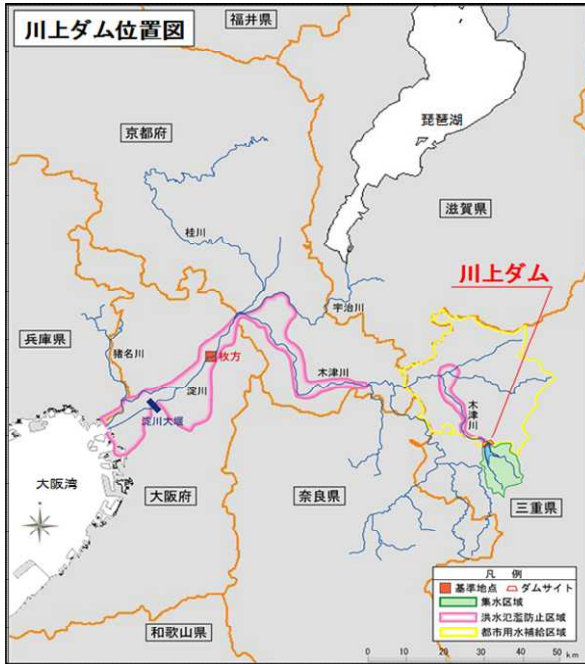 川上ダム位置図
福井県
京都府
琵琶湖
滋賀県
桂川
川上ダム
宇治川
兵庫県
猪名川
枚方
木津川
淀川
木津川
淀川大堰
大阪湾
大阪府
奈良県
三重県
和歌山県
凡 例
基準地点 ダムサイト
集水区域
洪水氾濫防止区域
都市用水補給区域
0 10 20 30 40 50
km